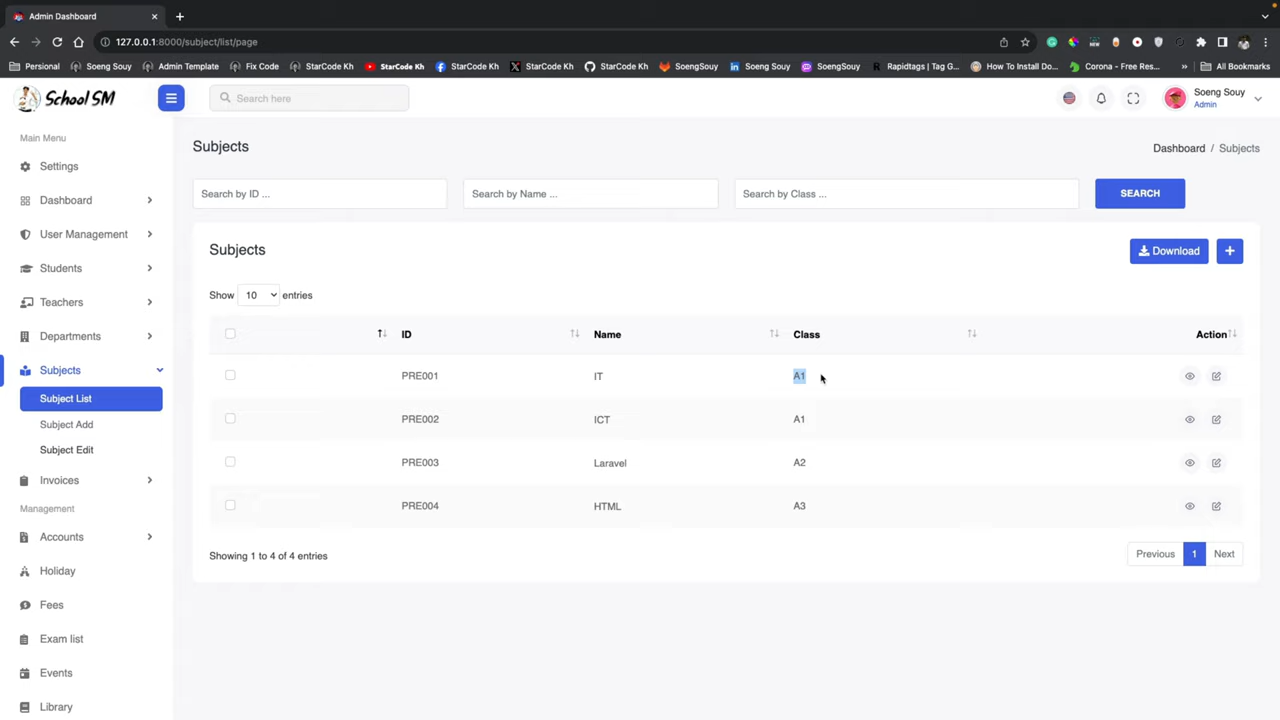 Admin Dashboard
127.0.0.1:8000/subject/list/page
Personal Soeng Souy Admin Template Fix Code StarCode Kh StarCode Kh StarCode Kh StarCode Kh StarCode Kh SoengSouy Soeng Souy SoengSouy Rapidtags | Tag G... How To Install Do... Corona - Free Res... » All Bookmarks
School SM
Search here
Soeng Souy
Admin
Main Menu
Settings
Dashboard
User Management
Students
Teachers
Departments
Subjects
Subject List
Subject Add
Subject Edit
Invoices
Management
Accounts
Holiday
Fees
Exam list
Events
Library
Subjects
Dashboard / Subjects
Search by ID ... Search by Name ... Search by Class ... SEARCH
Subjects
Download +
Show 10 entries
ID Name Class Action
PRE001 IT A1
PRE002 ICT A1
PRE003 Laravel A2
PRE004 HTML A3
Showing 1 to 4 of 4 entries
Previous 1 Next